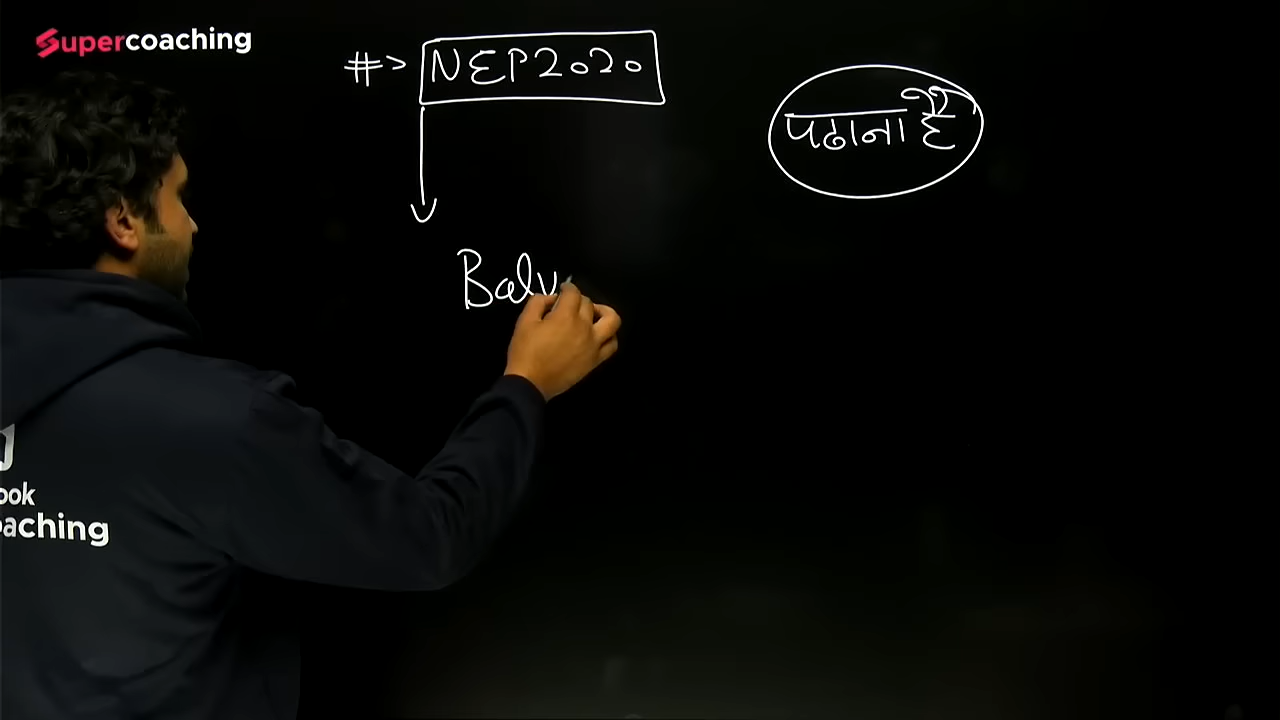 Supercoaching
#> NEP2020
पढाना है
Balv
ook
oaching